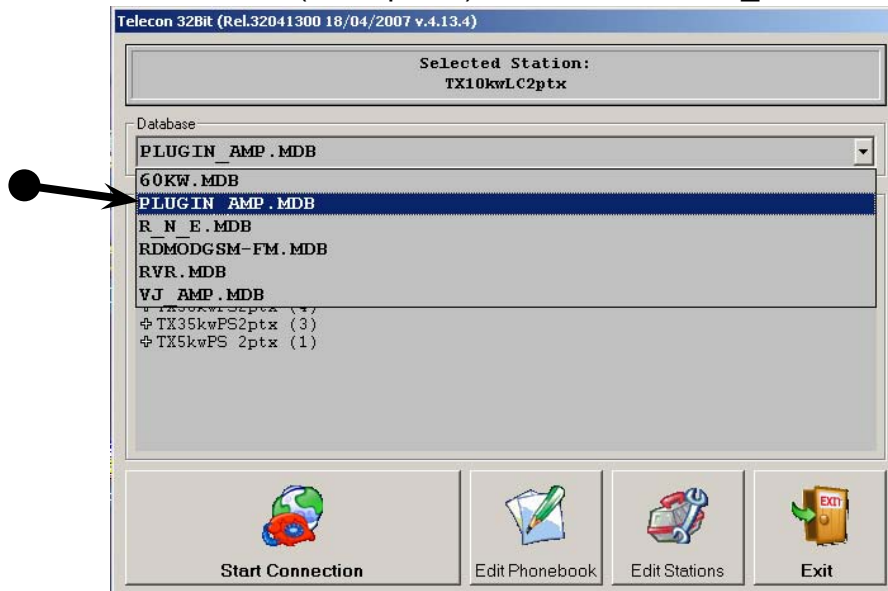 Telecon 32Bit (Rel.32041300 18/04/2007 v.4.13.4)
Selected Station:
TX10kwLC2ptx
Database
PLUGIN_AMP.MDB
60KW.MDB
PLUGIN_AMP.MDB
R_N_E.MDB
RDMODGSM-FM.MDB
RVR.MDB
VJ_AMP.MDB
TX35kwPS2ptx (3)
TX5kwPS 2ptx (1)
Start Connection
Edit Phonebook
Edit Stations
EXIT
Exit